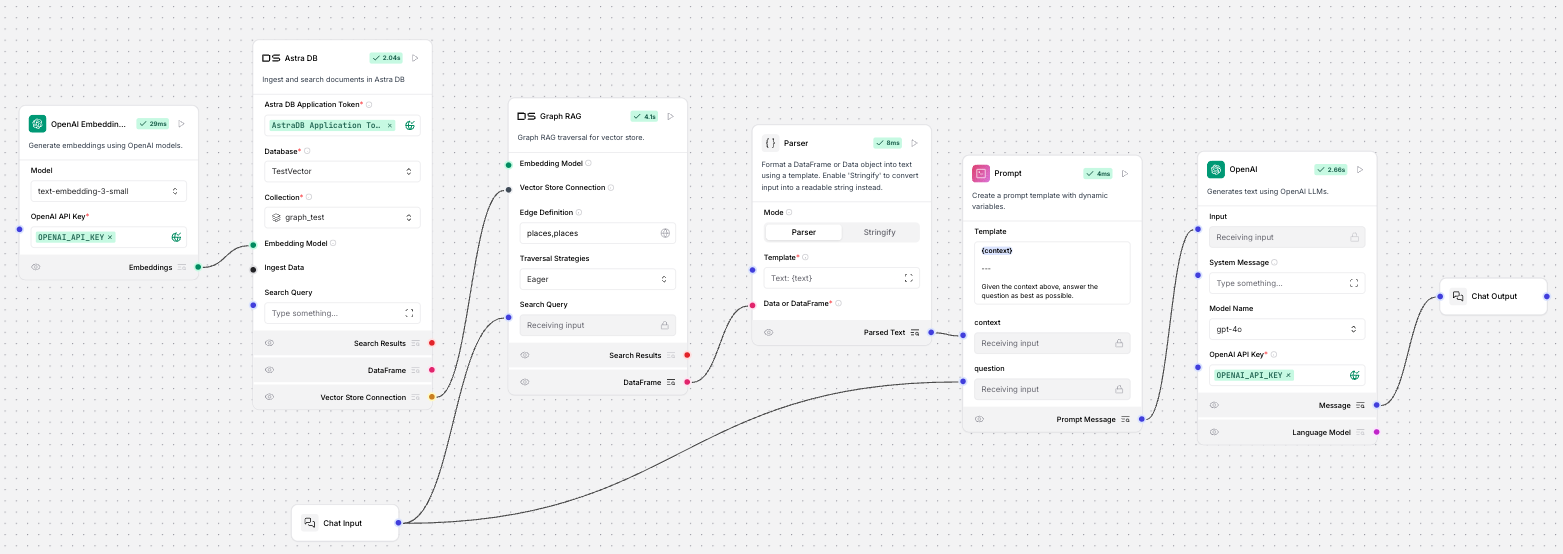 OpenAI Embeddin...
29ms
Generate embeddings using OpenAI models.
Model
text-embedding-3-small
OpenAI API Key*
OPENAI_API_KEY ×
Embeddings
DS Astra DB
2.04s
Ingest and search documents in Astra DB
Astra DB Application Token*
AstraDB Application To… ×
Database*
TestVector
Collection*
graph_test
Embedding Model
Ingest Data
Search Query
Type something...
Search Results
DataFrame
Vector Store Connection
Chat Input
DS Graph RAG
4.1s
Graph RAG traversal for vector store.
Embedding Model
Vector Store Connection
Edge Definition
places,places
Traversal Strategies
Eager
Search Query
Receiving input
Search Results
DataFrame
{ } Parser
8ms
Format a DataFrame or Data object into text
using a template. Enable 'Stringify' to convert
input into a readable string instead.
Mode
Parser
Stringify
Template*
Text: {text}
Data or DataFrame*
Parsed Text
Prompt
4ms
Create a prompt template with dynamic
variables.
Template
{context}
---
Given the context above, answer the
question as best as possible.
context
Receiving input
question
Receiving input
Prompt Message
OpenAI
2.66s
Generates text using OpenAI LLMs.
Input
Receiving input
System Message
Type something...
Model Name
gpt-4o
OpenAI API Key*
OPENAI_API_KEY ×
Message
Language Model
Chat Output